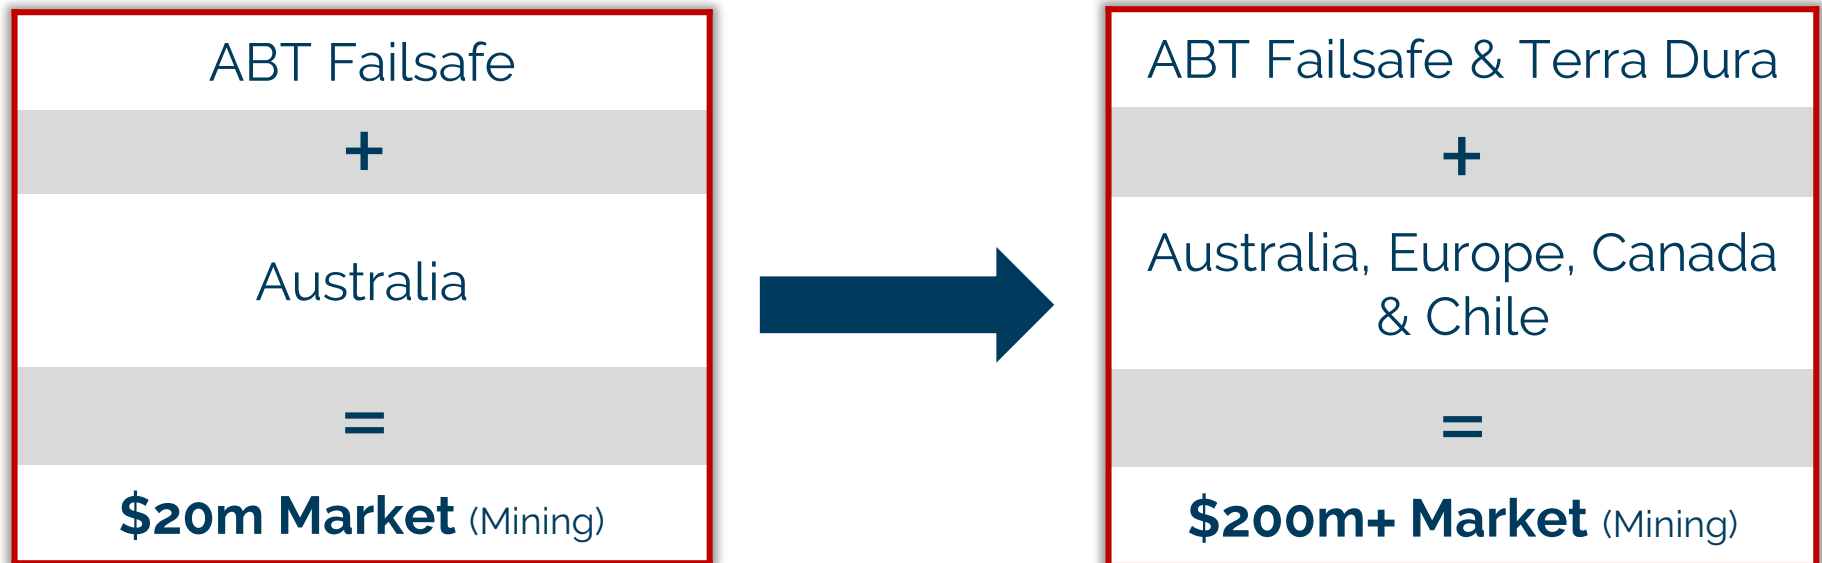 ABT Failsafe
+
Australia
=
$20m Market (Mining)
ABT Failsafe & Terra Dura
+
Australia, Europe, Canada
& Chile
=
$200m+ Market (Mining)